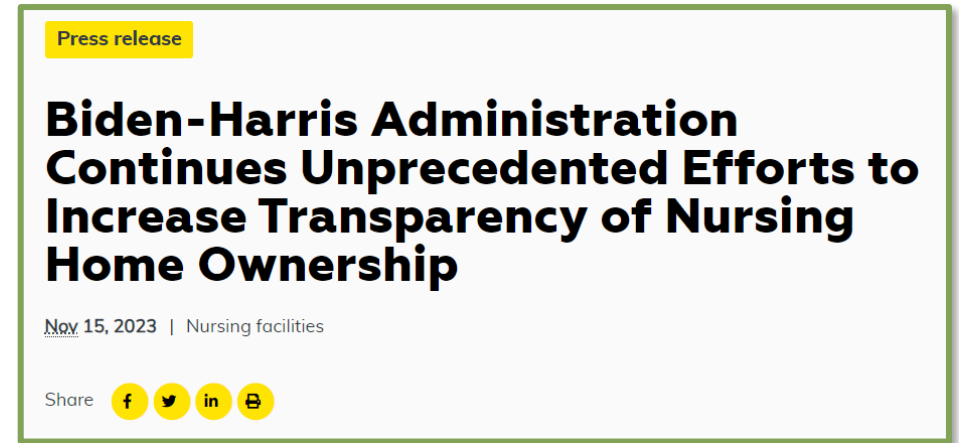 Press release
Biden-Harris Administration
Continues Unprecedented Efforts to
Increase Transparency of Nursing
Home Ownership
Nov 15, 2023 | Nursing facilities
Share f in